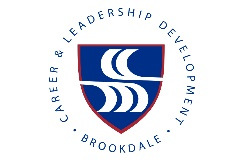 CAREER & LEADERSHIP DEVELOPMENT
• BROOKDALE •